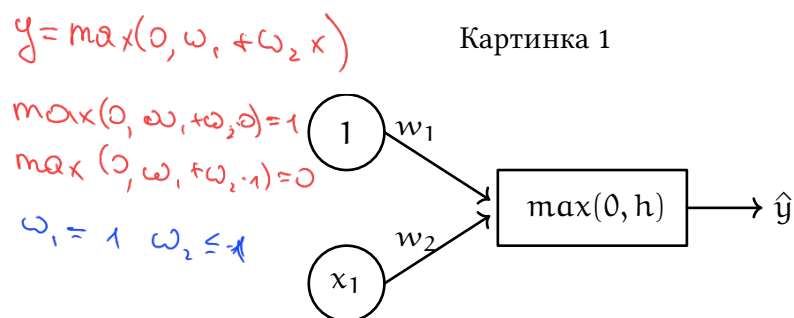 y = max(0, ω₁ + ω₂ x)
Картинка 1
max(0, ω₁ + ω₂·0) = 1
max (0, ω₁ + ω₂·1) = 0
ω₁ = 1 ω₂ ≤ -1
1
w₁
max(0, h)
ŷ
w₂
x₁